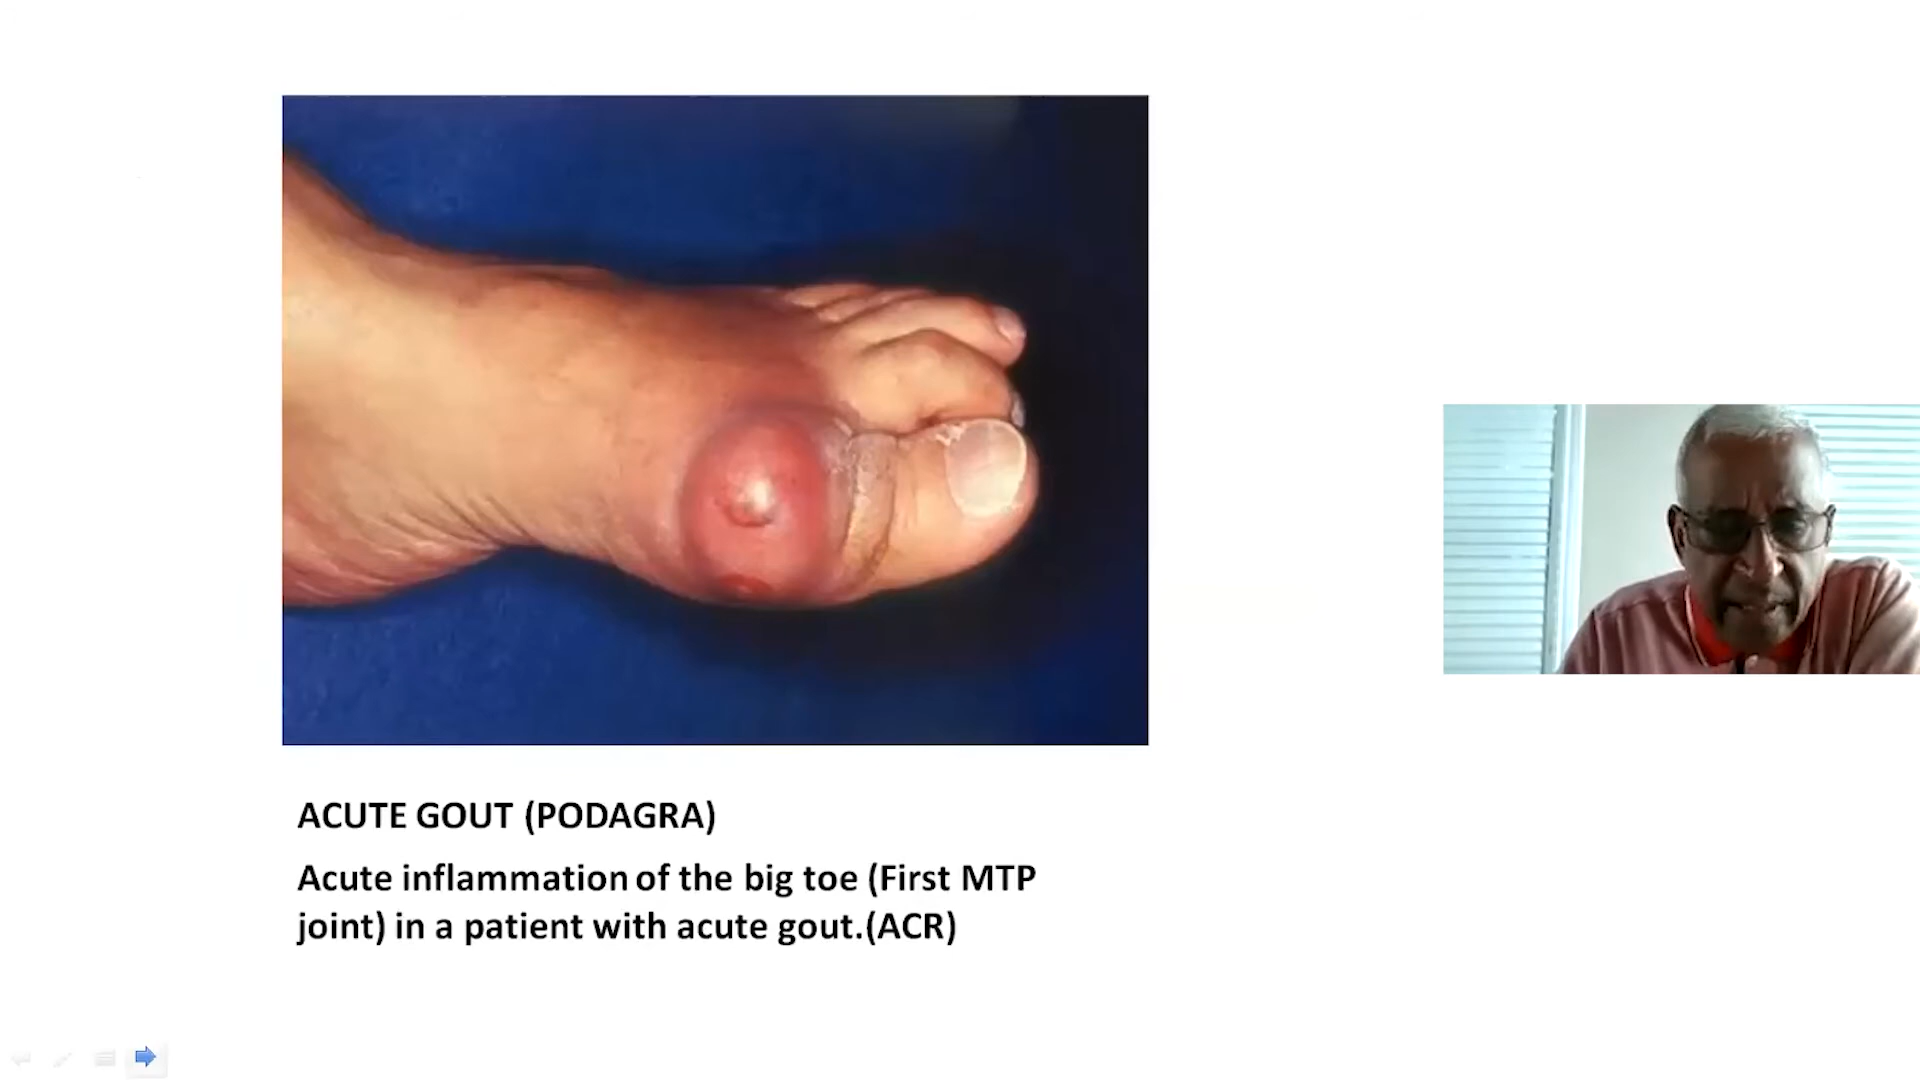 ACUTE GOUT (PODAGRA)
Acute inflammation of the big toe (First MTP
joint) in a patient with acute gout.(ACR)